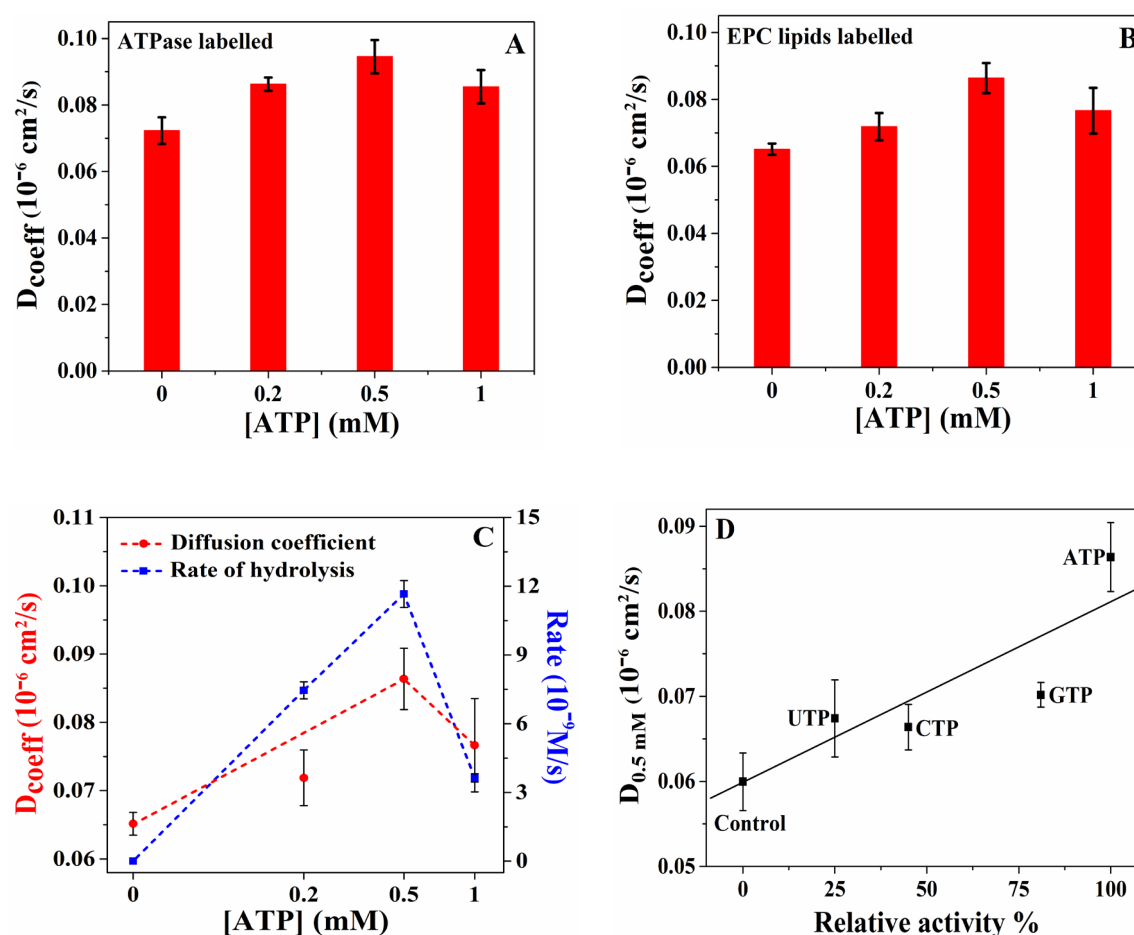 ATPase labelled
A
D_coeff (10⁻⁶ cm²/s)
0.10
0.08
0.06
0.04
0.02
0.00
0 0.2 0.5 1
[ATP] (mM)
EPC lipids labelled
B
D_coeff (10⁻⁶ cm²/s)
0.10
0.08
0.06
0.04
0.02
0.00
0 0.2 0.5 1
[ATP] (mM)
C
Diffusion coefficient
Rate of hydrolysis
D_coeff (10⁻⁶ cm²/s)
0.11
0.10
0.09
0.08
0.07
0.06
15
12
9
6
3
0
Rate (10⁻⁹M/s)
0 0.2 0.5 1
[ATP] (mM)
D
D_0.5 mM (10⁻⁶ cm²/s)
0.09
0.08
0.07
0.06
0.05
ATP
GTP
UTP
CTP
Control
0 25 50 75 100
Relative activity %